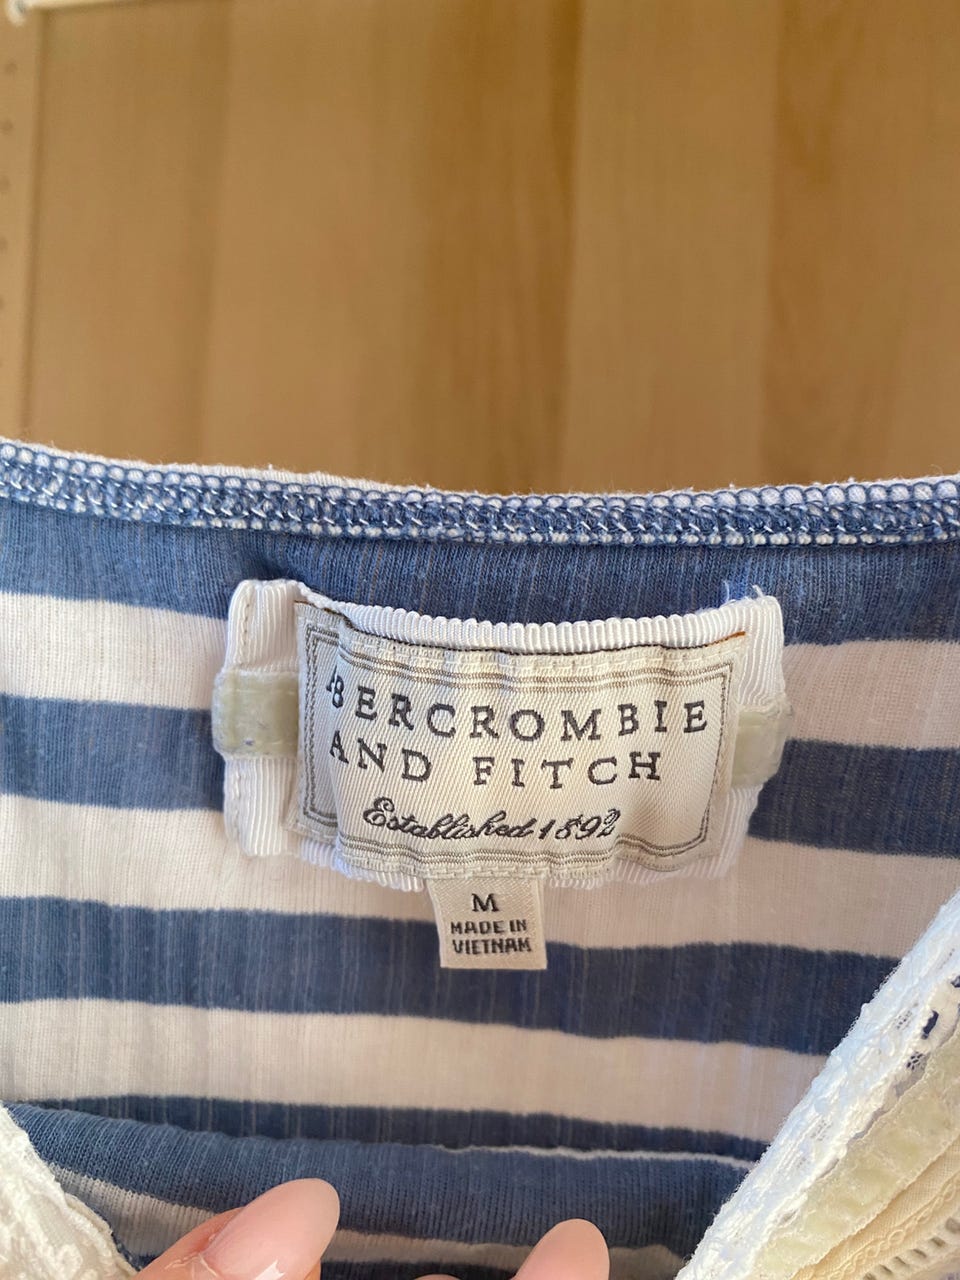 ABERCROMBIE
AND FITCH
Established 1892
M
MADE IN
VIETNAM